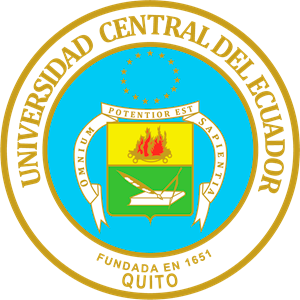 UNIVERSIDAD CENTRAL DEL ECUADOR
POTENTIOR EST
OMNIUM
SAPIENTIA
FUNDADA EN 1651
QUITO